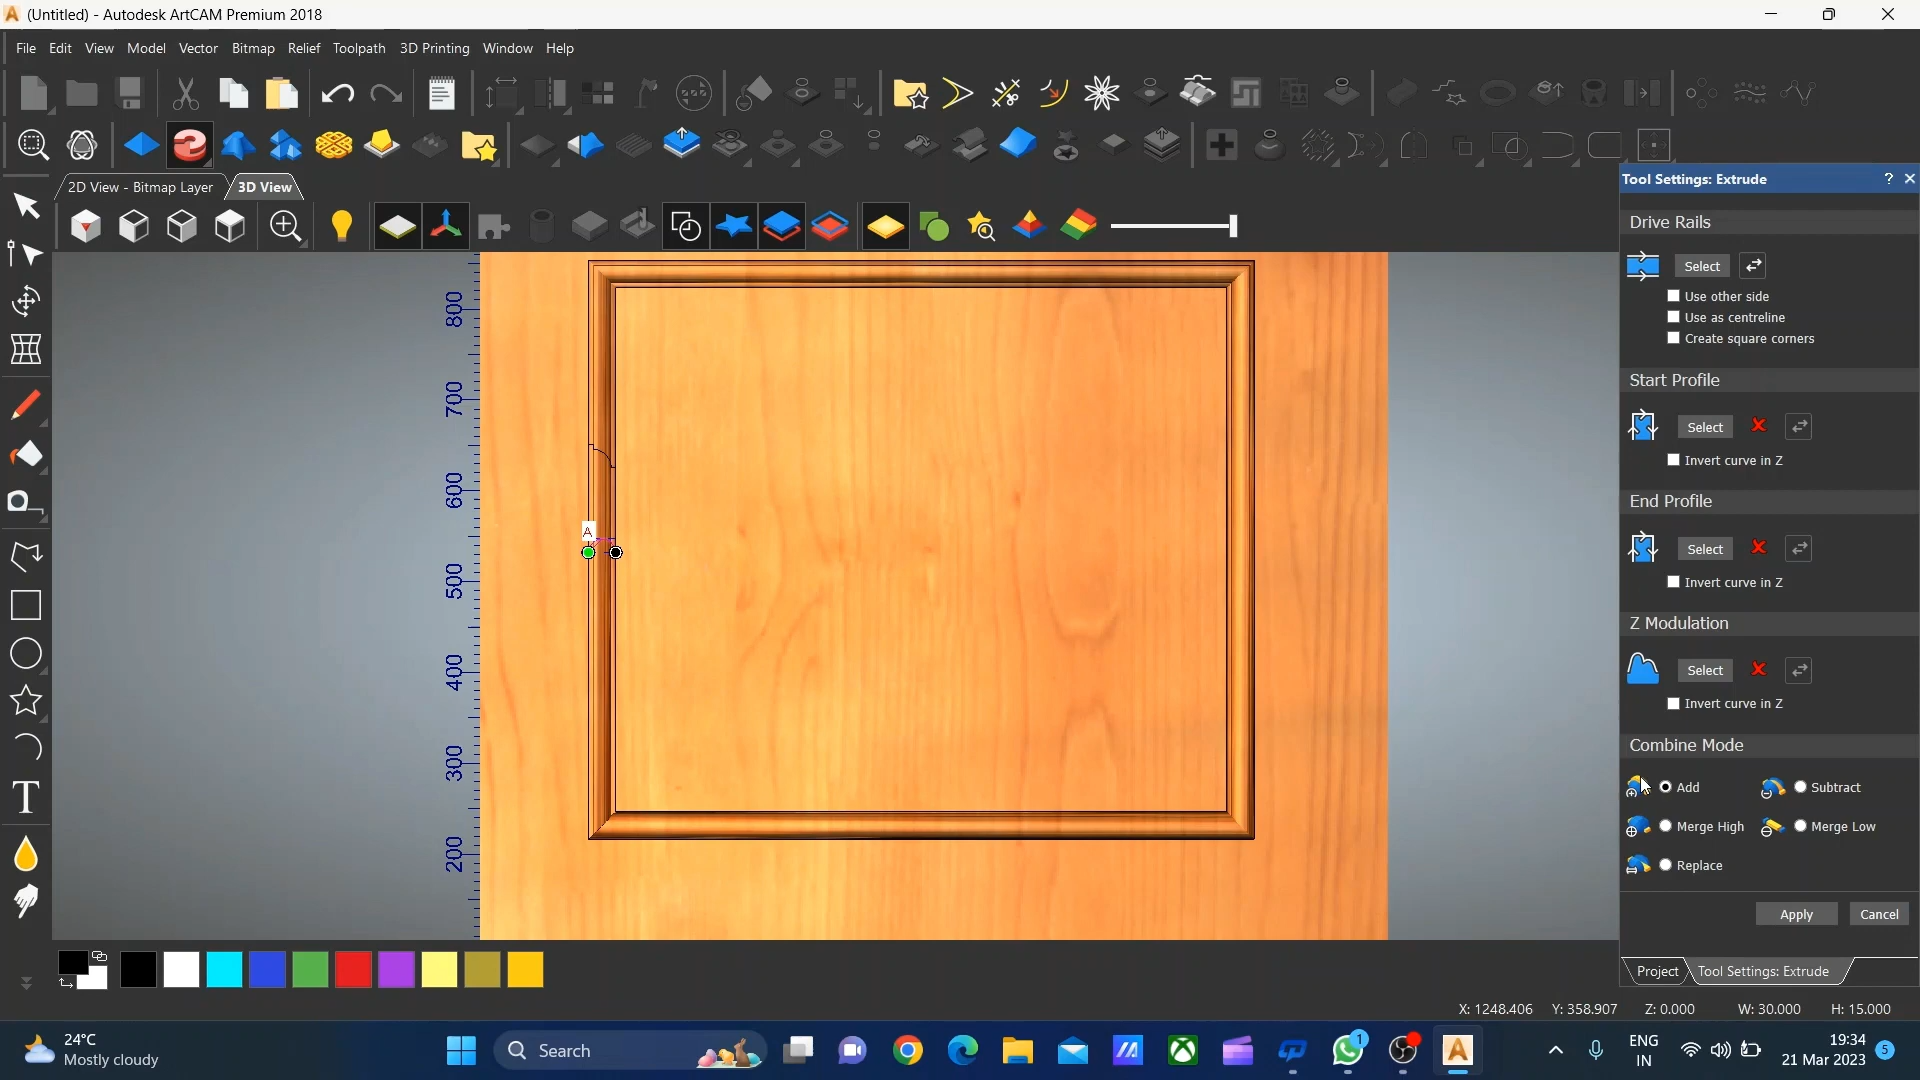 (Untitled) - Autodesk ArtCAM Premium 2018
File Edit View Model Vector Bitmap Relief Toolpath 3D Printing Window Help
2D View - Bitmap Layer 3D View
Tool Settings: Extrude ?
Drive Rails
Select
Use other side
Use as centreline
Create square corners
Start Profile
Select
Invert curve in Z
End Profile
Select
Invert curve in Z
Z Modulation
Select
Invert curve in Z
Combine Mode
Add Subtract
Merge High Merge Low
Replace
Apply Cancel
Project Tool Settings: Extrude
800
700
600
A
500
400
300
200
T
X: 1248.406 Y: 358.907 Z: 0.000 W: 30.000 H: 15.000
24°C
Mostly cloudy
Search
1
ENG
IN
19:34
21 Mar 2023
5